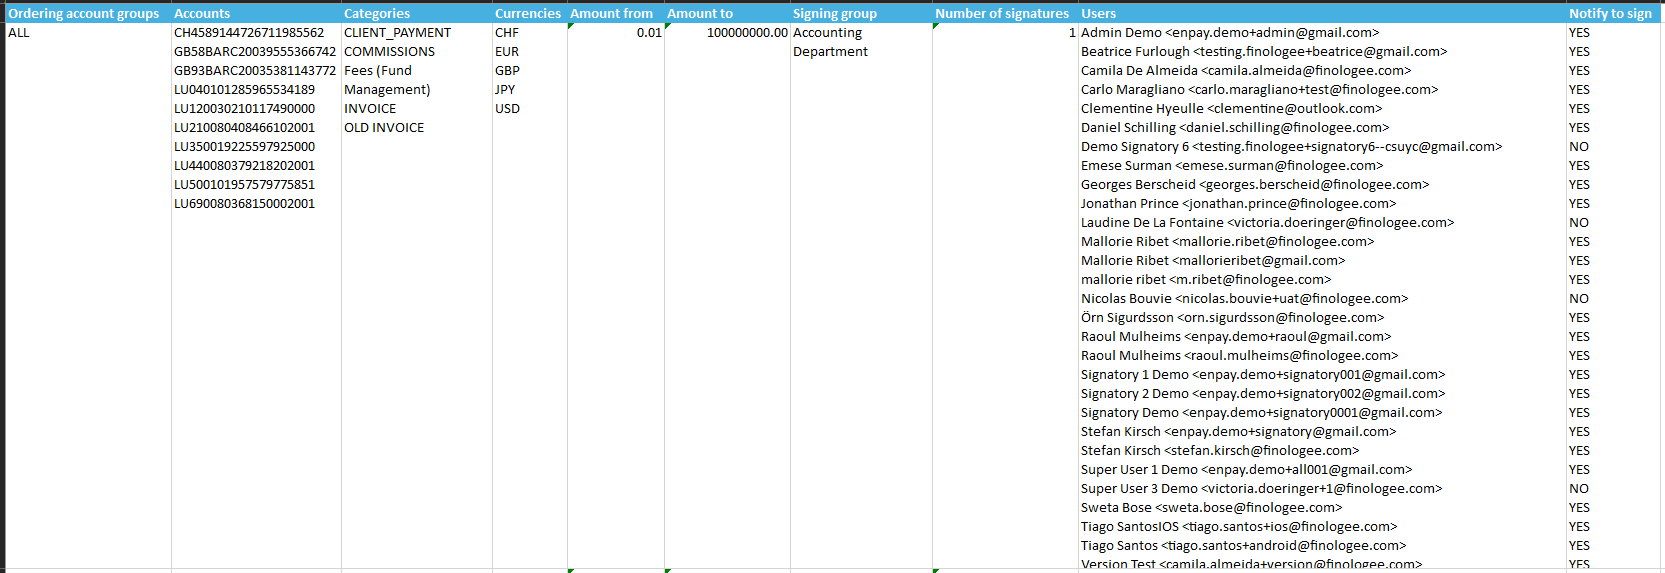 Ordering account groups Accounts Categories Currencies Amount from Amount to Signing group Number of signatures Users Notify to sign
ALL CH4589144726711985562 CLIENT_PAYMENT CHF 0.01 100000000.00 Accounting 1 Admin Demo <enpay.demo+admin@gmail.com> YES
GB58BARC20039555366742 COMMISSIONS EUR Department Beatrice Furlough <testing.finologee+beatrice@gmail.com> YES
GB93BARC20035381143772 Fees (Fund GBP Camila De Almeida <camila.almeida@finologee.com> YES
LU040101285965534189 Management) JPY Carlo Maragliano <carlo.maragliano+test@finologee.com> YES
LU120030210117490000 INVOICE USD Clementine Hyeulle <clementine@outlook.com> YES
LU210080408466102001 OLD INVOICE Daniel Schilling <daniel.schilling@finologee.com> YES
LU350019225597925000 Demo Signatory 6 <testing.finologee+signatory6--csuyc@gmail.com> NO
LU440080379218202001 Emese Surman <emese.surman@finologee.com> YES
LU500101957579775851 Georges Berscheid <georges.berscheid@finologee.com> YES
LU690080368150002001 Jonathan Prince <jonathan.prince@finologee.com> YES
Laudine De La Fontaine <victoria.doeringer@finologee.com> NO
Mallorie Ribet <mallorie.ribet@finologee.com> YES
Mallorie Ribet <mallorieribet@gmail.com> YES
mallorie ribet <m.ribet@finologee.com> YES
Nicolas Bouvie <nicolas.bouvie+uat@finologee.com> NO
Örn Sigurdsson <orn.sigurdsson@finologee.com> YES
Raoul Mulheims <enpay.demo+raoul@gmail.com> YES
Raoul Mulheims <raoul.mulheims@finologee.com> YES
Signatory 1 Demo <enpay.demo+signatory001@gmail.com> YES
Signatory 2 Demo <enpay.demo+signatory002@gmail.com> YES
Signatory Demo <enpay.demo+signatory0001@gmail.com> YES
Stefan Kirsch <enpay.demo+signatory@gmail.com> YES
Stefan Kirsch <stefan.kirsch@finologee.com> YES
Super User 1 Demo <enpay.demo+all001@gmail.com> YES
Super User 3 Demo <victoria.doeringer+1@finologee.com> NO
Sweta Bose <sweta.bose@finologee.com> YES
Tiago SantosIOS <tiago.santos+ios@finologee.com> YES
Tiago Santos <tiago.santos+android@finologee.com> YES
Version Test <camila.almeida+version@finologee.com> YES